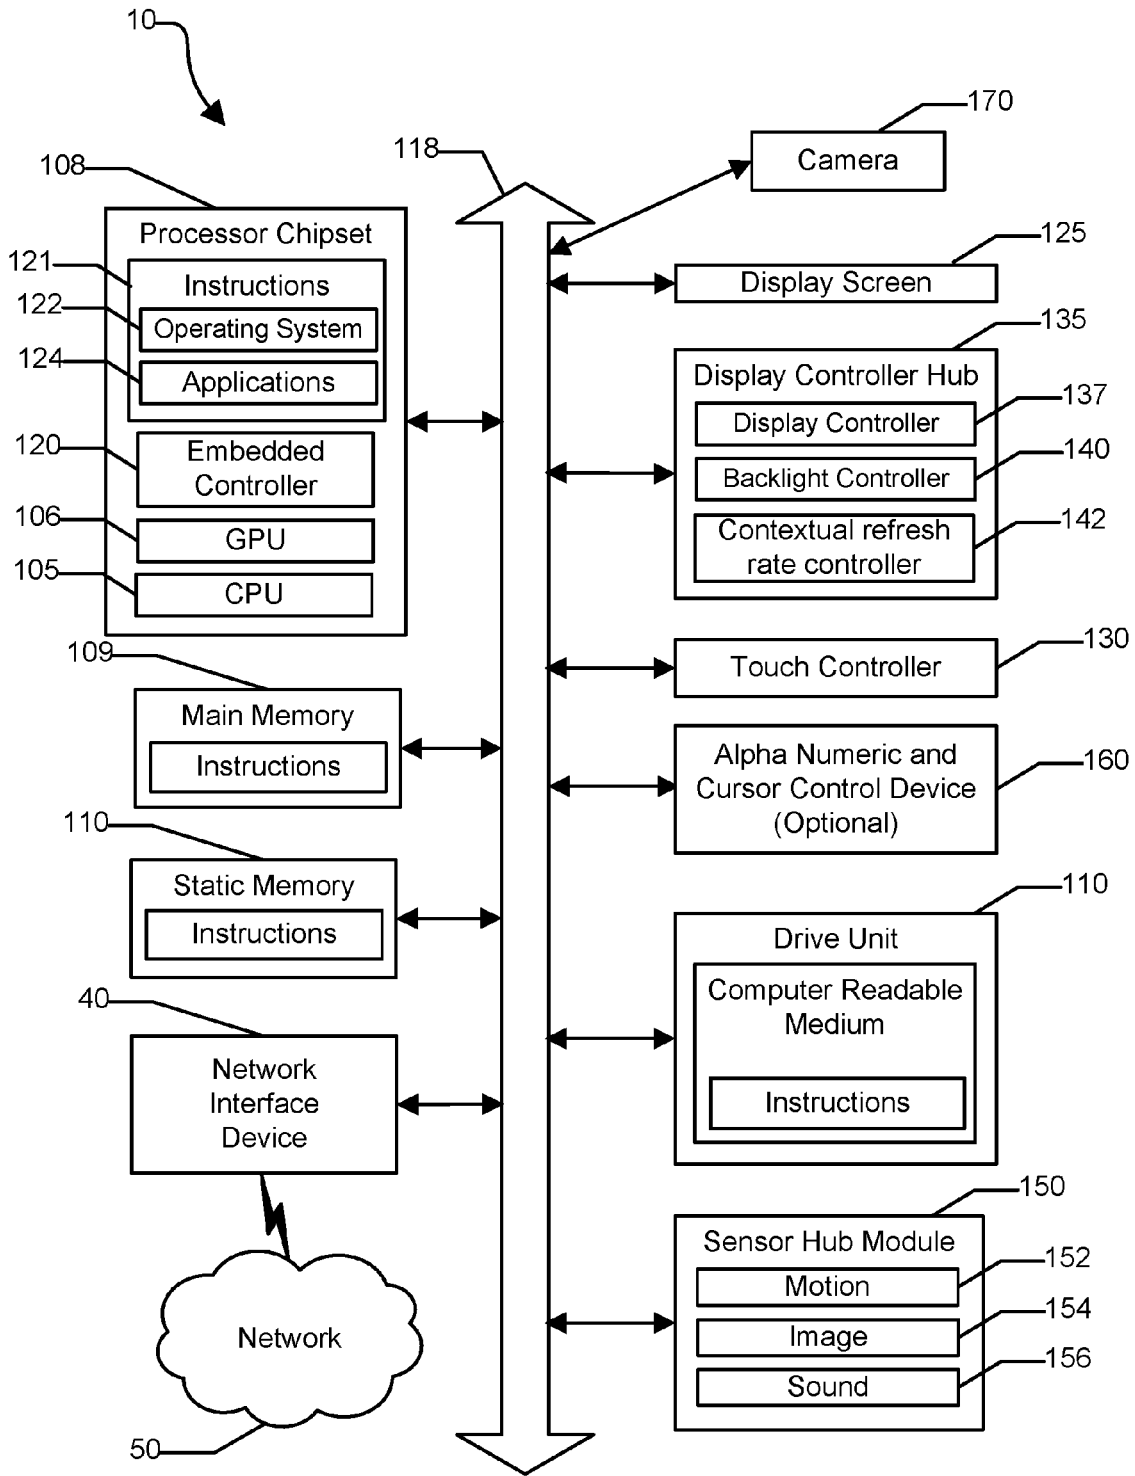 10
170
118
Camera
108
Processor Chipset
125
121
Instructions
Display Screen
122
Operating System
135
124
Applications
Display Controller Hub
137
Display Controller
120
Embedded
Controller
140
Backlight Controller
106
GPU
142
Contextual refresh
rate controller
105
CPU
109
Main Memory
Instructions
130
Touch Controller
160
Alpha Numeric and
Cursor Control Device
(Optional)
110
Static Memory
Instructions
110
Drive Unit
Computer Readable
Medium
Instructions
40
Network
Interface
Device
150
Sensor Hub Module
152
Motion
154
Image
156
Sound
Network
50